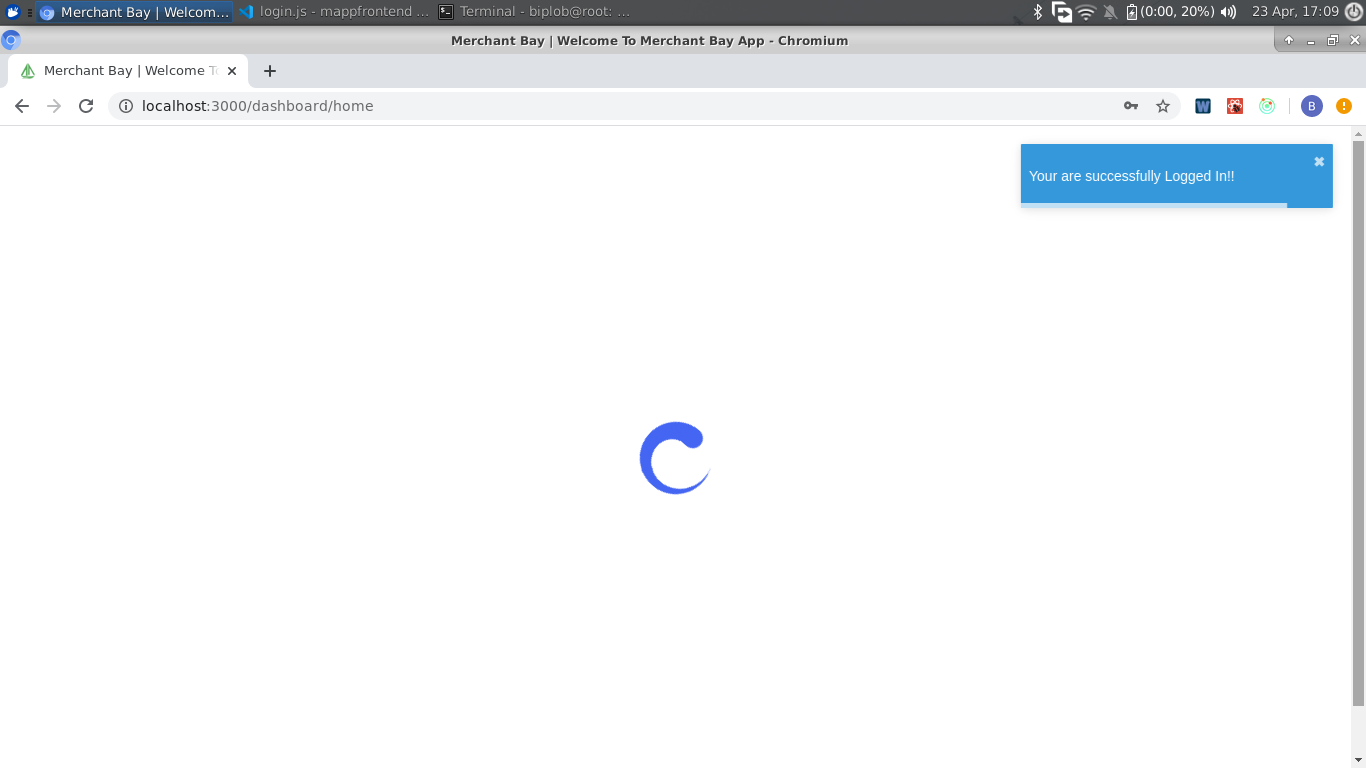 Merchant Bay | Welcom... login.js - mappfrontend ... Terminal - biplob@root: ... (0:00, 20%) 23 Apr, 17:09
Merchant Bay | Welcome To Merchant Bay App - Chromium
Merchant Bay | Welcome To
localhost:3000/dashboard/home W B
Your are successfully Logged In!!